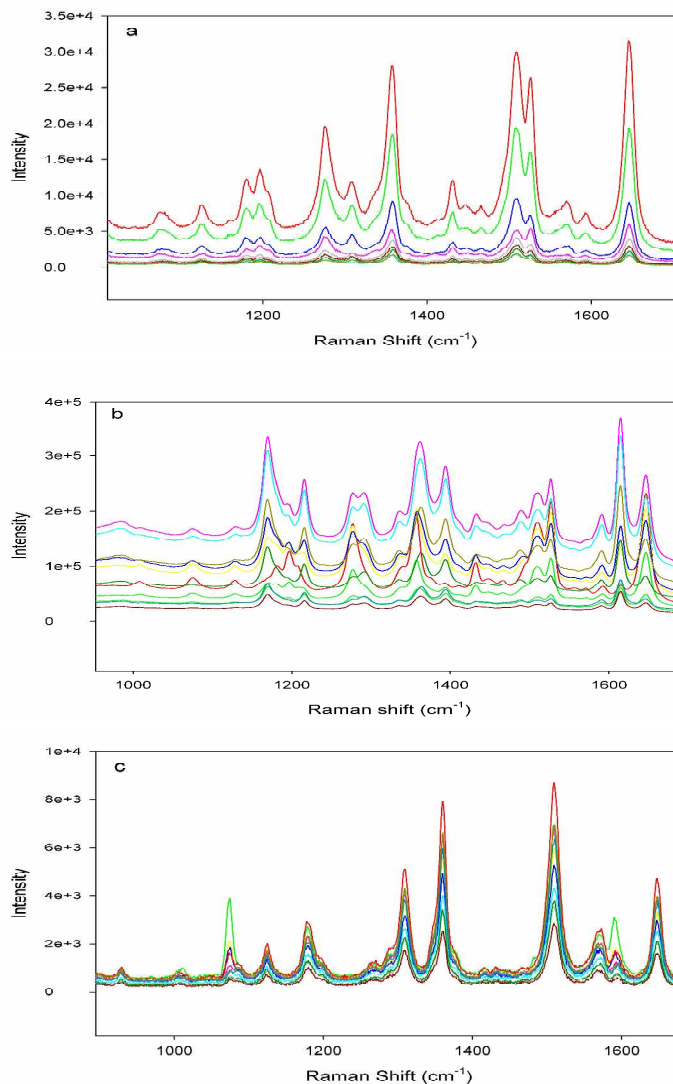 a
3.5e+4
3.0e+4
2.5e+4
2.0e+4
1.5e+4
1.0e+4
5.0e+3
0.0
Intensity
1200 1400 1600
Raman Shift (cm⁻¹)
b
4e+5
3e+5
2e+5
1e+5
0
Intensity
1000 1200 1400 1600
Raman shift (cm⁻¹)
c
1e+4
8e+3
6e+3
4e+3
2e+3
0
Intensity
1000 1200 1400 1600
Raman Shift (cm⁻¹)